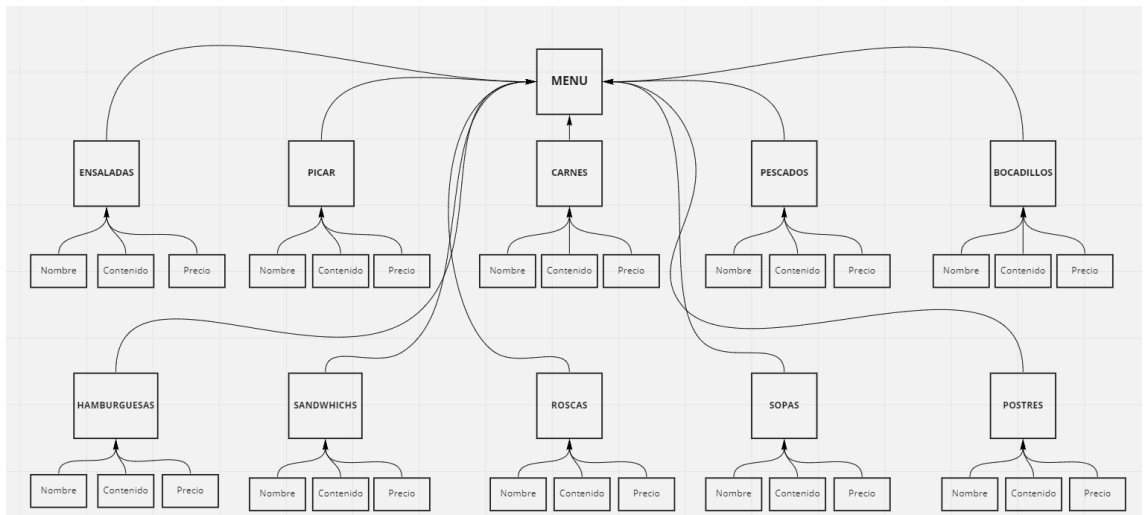 MENU
ENSALADAS
PICAR
CARNES
PESCADOS
BOCADILLOS
Nombre
Contenido
Precio
Nombre
Contenido
Precio
Nombre
Contenido
Precio
Nombre
Contenido
Precio
Nombre
Contenido
Precio
HAMBURGUESAS
SANDWHICHS
ROSCAS
SOPAS
POSTRES
Nombre
Contenido
Precio
Nombre
Contenido
Precio
Nombre
Contenido
Precio
Nombre
Contenido
Precio
Nombre
Contenido
Precio